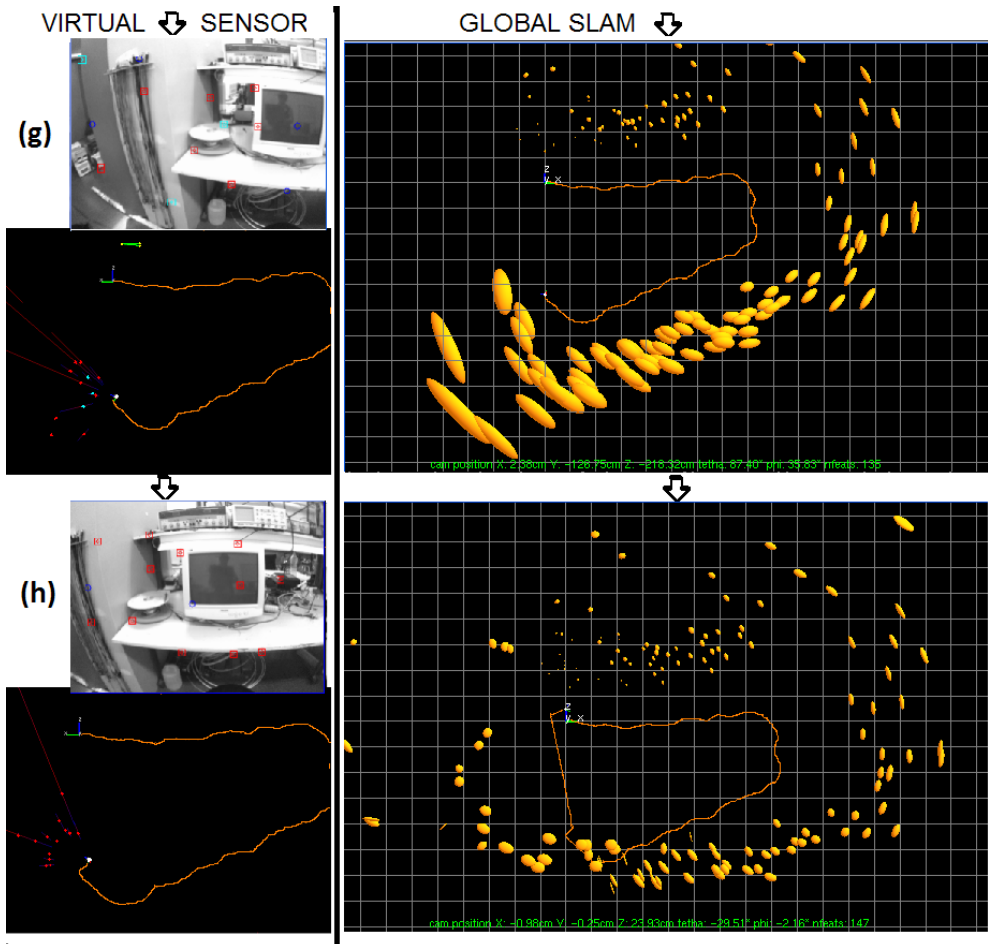 VIRTUAL SENSOR
GLOBAL SLAM
(g)
z
y x
cam position X: 2.38cm Y: -128.75cm Z: -218.32cm tetha: 87.40° phi: 35.83° nfeats: 135
(h)
z
y x
cam position X: -0.98cm Y: -0.25cm Z: 23.93cm tetha: -29.51° phi: -2.16° nfeats: 147